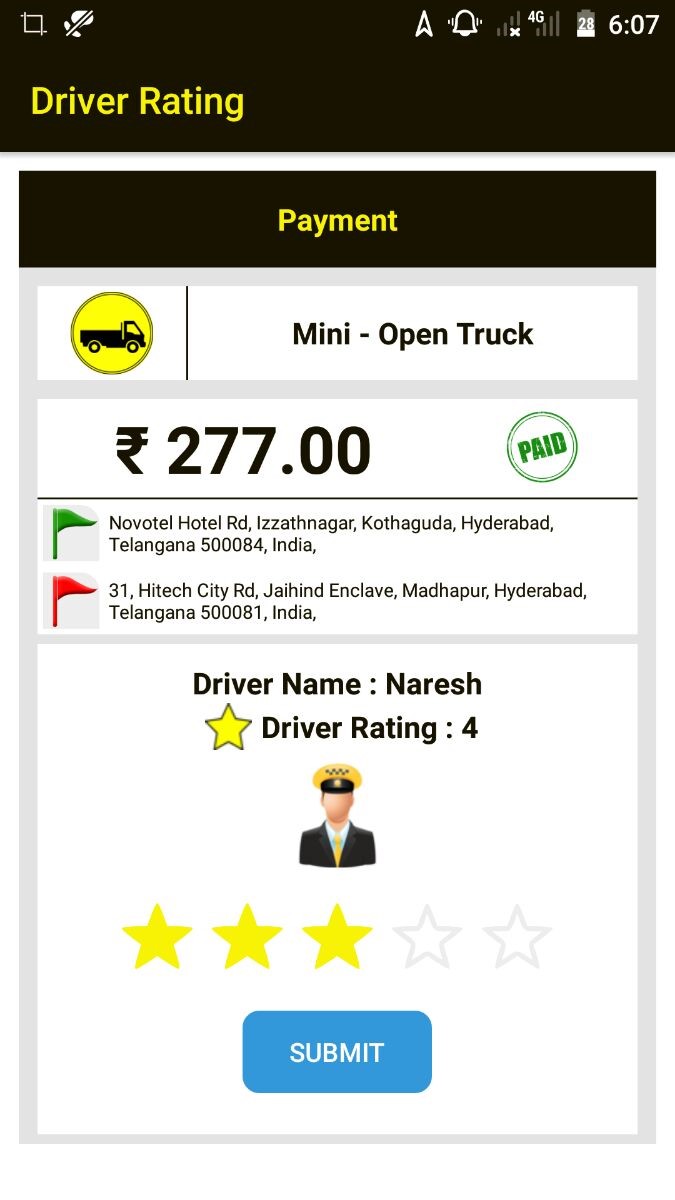 4G 28 6:07
Driver Rating
Payment
Mini - Open Truck
₹ 277.00 PAID
Novotel Hotel Rd, Izzathnagar, Kothaguda, Hyderabad,
Telangana 500084, India,
31, Hitech City Rd, Jaihind Enclave, Madhapur, Hyderabad,
Telangana 500081, India,
Driver Name : Naresh
Driver Rating : 4
SUBMIT